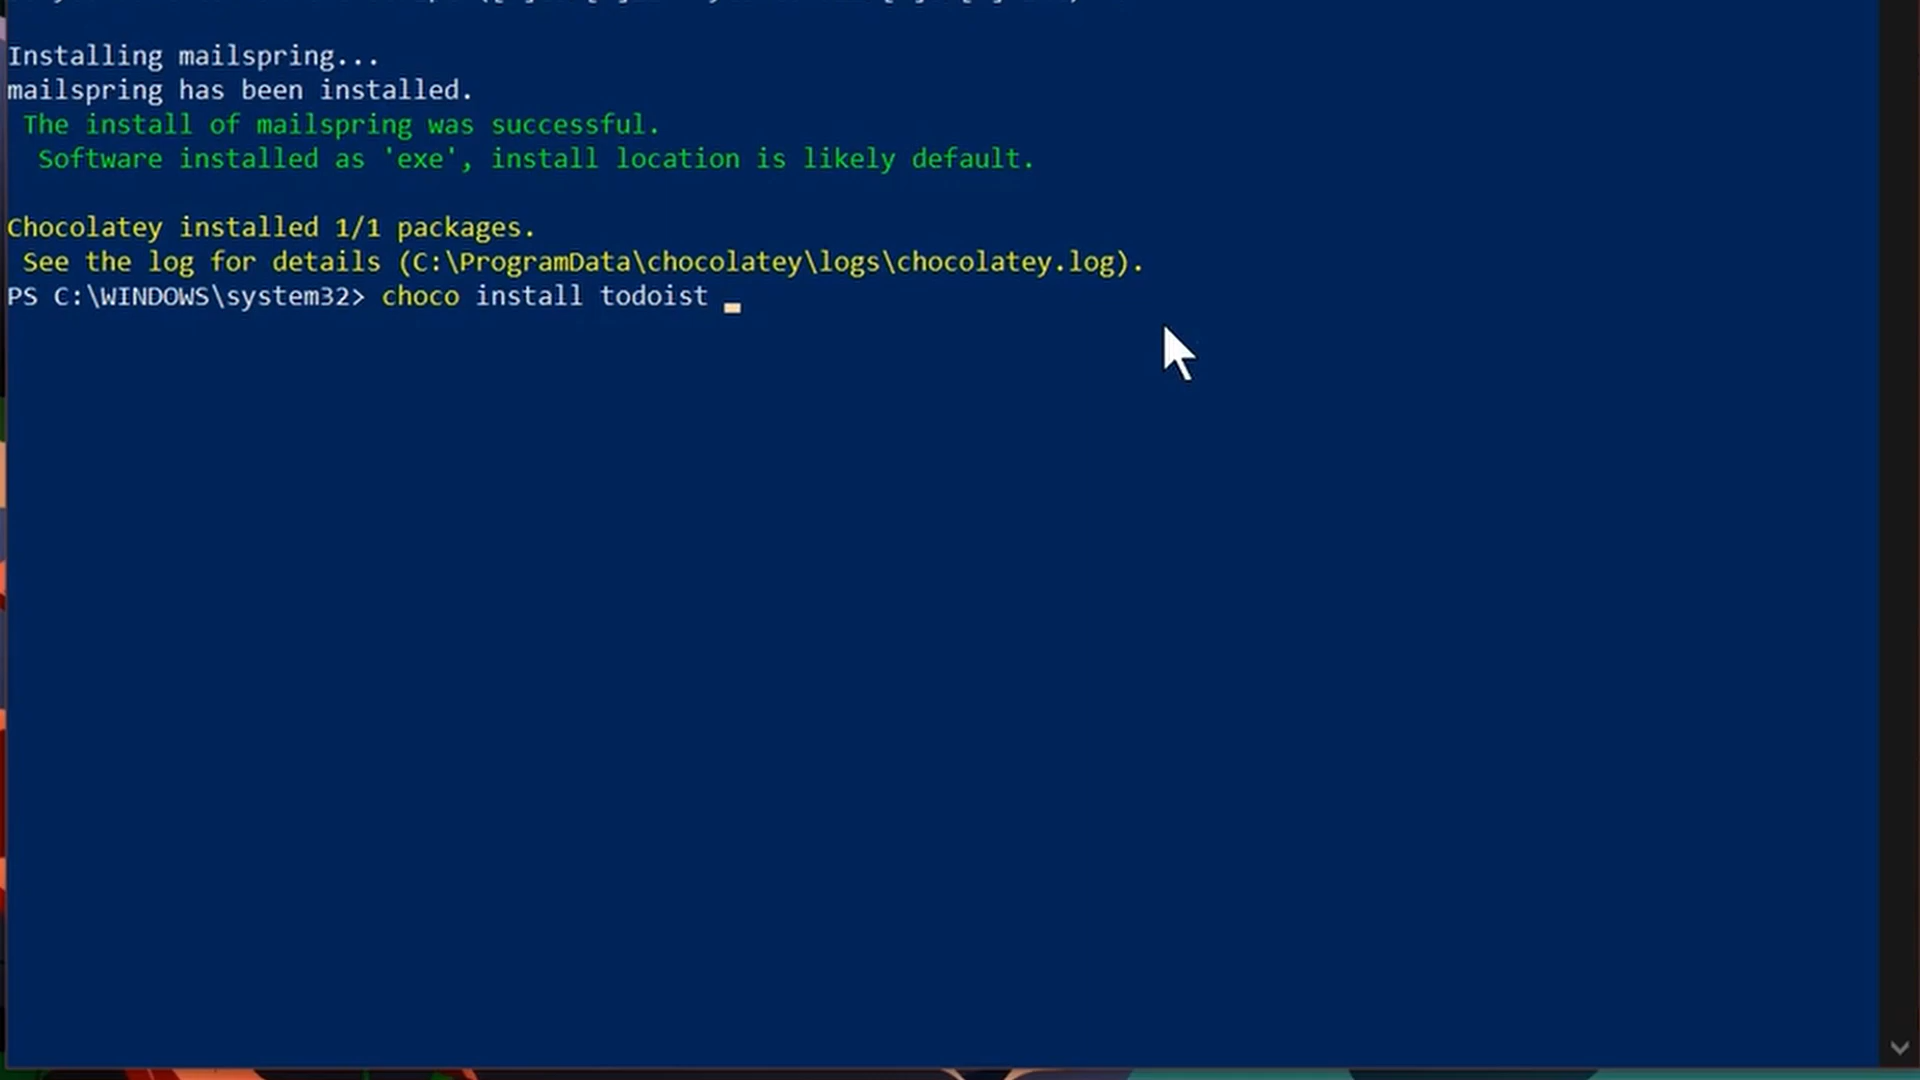 Installing mailspring...
mailspring has been installed.
The install of mailspring was successful.
Software installed as 'exe', install location is likely default.
Chocolatey installed 1/1 packages.
See the log for details (C:\ProgramData\chocolatey\logs\chocolatey.log).
PS C:\WINDOWS\system32> choco install todoist